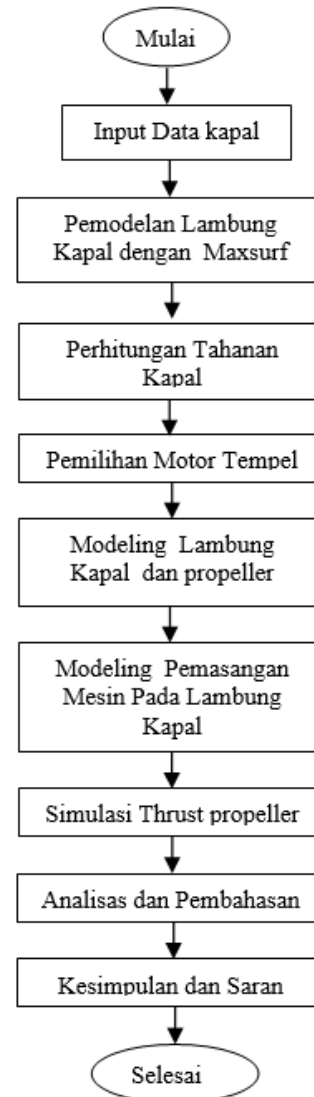 Mulai
Input Data kapal
Pemodelan Lambung
Kapal dengan Maxsurf
Perhitungan Tahanan
Kapal
Pemilihan Motor Tempel
Modeling Lambung
Kapal dan propeller
Modeling Pemasangan
Mesin Pada Lambung
Kapal
Simulasi Thrust propeller
Analisas dan Pembahasan
Kesimpulan dan Saran
Selesai